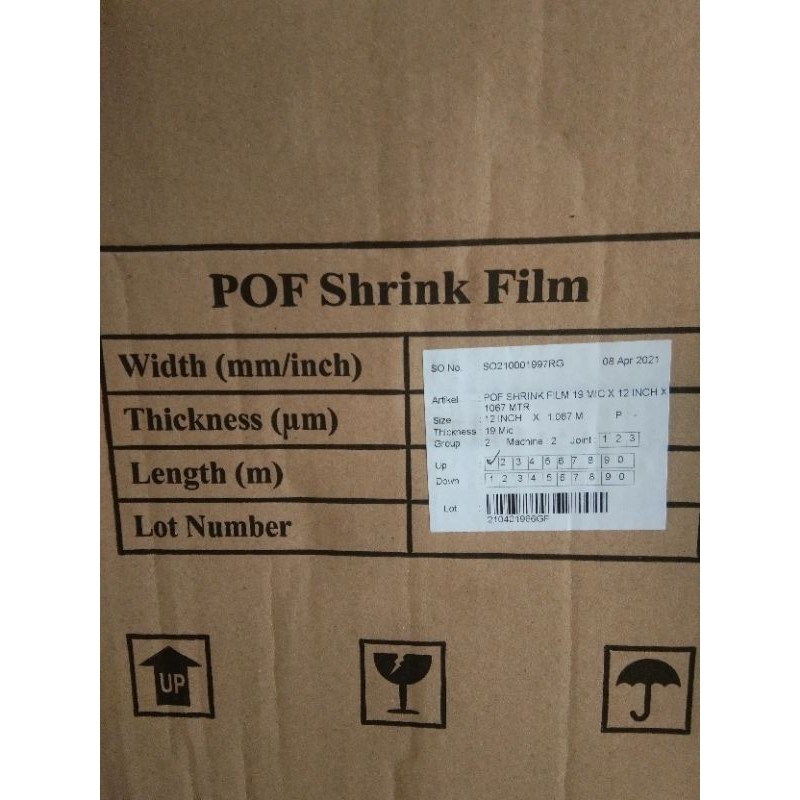 POF Shrink Film
Width (mm/inch)
Thickness (µm)
Length (m)
Lot Number
SO No. SO210001997RG 08 Apr 2021
Artikel : POF SHRINK FILM 19 MIC X 12 INCH X
1067 MTR
Size : 12 INCH X 1.067 M P -
Thickness : 19 Mic
Group 2 Machine : 2 Joint : 1 2 3
Up 2 3 4 5 6 7 8 9 0
Down 1 2 3 4 5 6 7 8 9 0
Lot :
UP